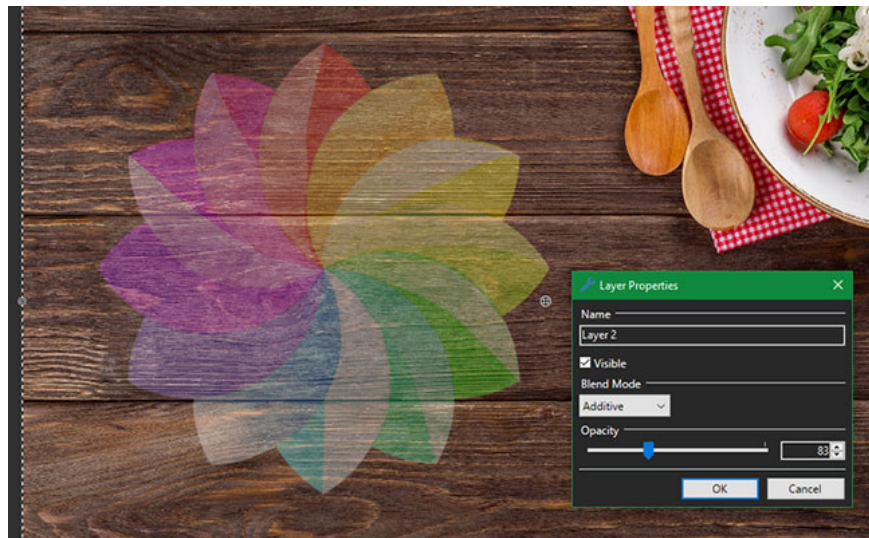 Layer Properties
Name
Layer 2
Visible
Blend Mode
Additive
Opacity
83
OK
Cancel